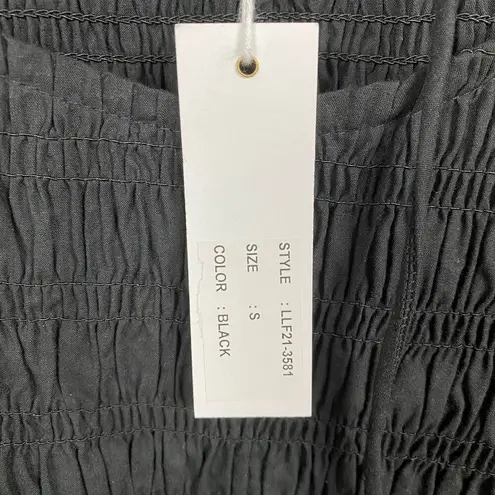 STYLE : LLF21-3581
SIZE : S
COLOR : BLACK